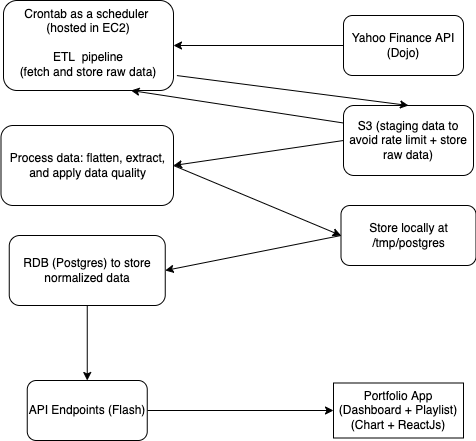 Crontab as a scheduler
(hosted in EC2)
ETL pipeline
(fetch and store raw data)
Yahoo Finance API
(Dojo)
S3 (staging data to
avoid rate limit + store
raw data)
Process data: flatten, extract,
and apply data quality
Store locally at
/tmp/postgres
RDB (Postgres) to store
normalized data
API Endpoints (Flash)
Portfolio App
(Dashboard + Playlist)
(Chart + ReactJs)